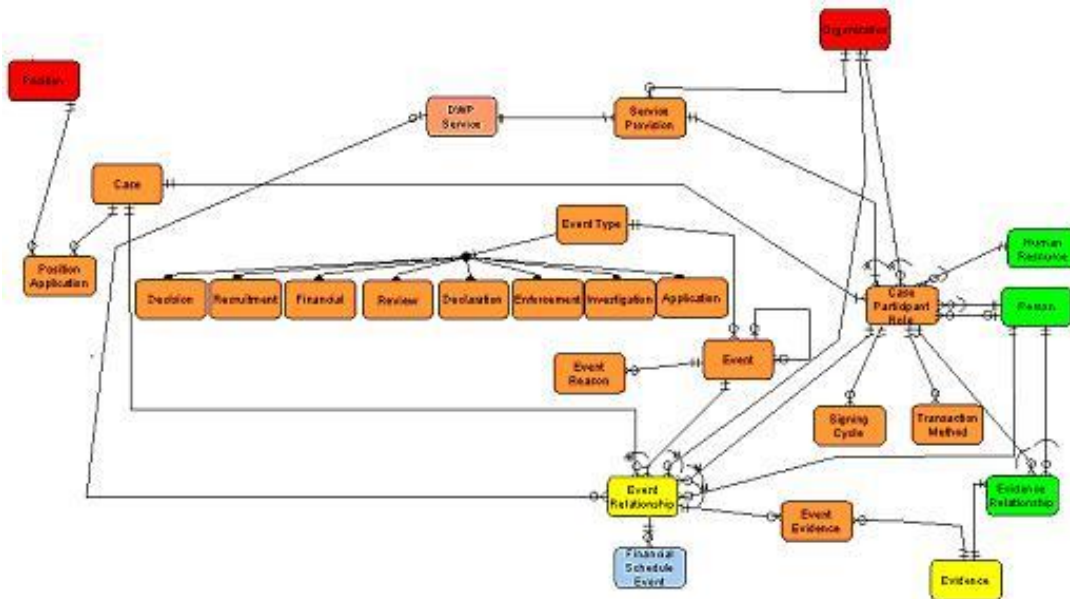 Organisation
Position
DWP
Service
Service
Provision
Case
Event Type
Position
Application
Human
Resource
Decision
Recruitment
Financial
Review
Declaration
Enforcement
Investigation
Application
Case
Participant
Role
Person
Event
Event
Reason
Signing
Cycle
Transaction
Method
Event
Relationship
Event
Evidence
Evidence
Relationship
Financial
Schedule
Event
Evidence